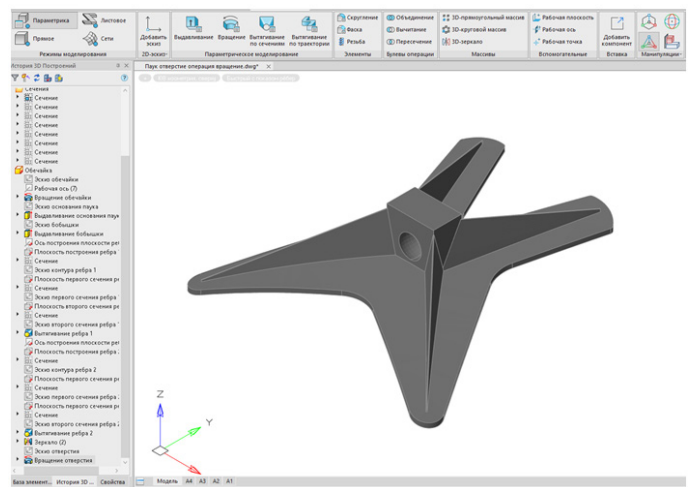 Параметрика
Листовое
Прямое
Сети
Режимы моделирования
Добавить
эскиз
2D-эскиз
Выдавливание
Вращение
Вытягивание
по сечениям
Вытягивание
по траектории
Параметрическое моделирование
Скругление
Фаска
Резьба
Элементы
Объединение
Вычитание
Пересечение
Булевы операции
3D-прямоугольный массив
3D-круговой массив
3D-зеркало
Массивы
Рабочая плоскость
Рабочая ось
Рабочая точка
Вспомогательные
Добавить
компонент
Вставка
Манипуляции
История 3D Построений
Паук отверстие операция вращение.dwg*
Сечения
Сечение
Сечение
Сечение
Сечение
Сечение
Сечение
Сечение
Сечение
Обечайка
Эскиз обечайки
Рабочая ось (7)
Вращение обечайки
Эскиз основания паука
Выдавливание основания паук
Эскиз бобышки
Выдавливание бобышки
Ось построения плоскости ре
Плоскость построения ребра
Сечение
Эскиз контура ребра 1
Плоскость первого сечения ре
Сечение
Эскиз первого сечения ребра
Плоскость второго сечения ре
Сечение
Эскиз второго сечения ребра
Вытягивание ребра 1
Ось построения плоскости ре
Плоскость построения ребра
Сечение
Эскиз контура ребра 2
Плоскость первого сечения ре
Сечение
Эскиз первого сечения ребра
Плоскость второго сечения ре
Сечение
Эскиз второго сечения ребра 2
Вытягивание ребра 2
Зеркало (2)
Эскиз отверстия
Вращение отверстия
Z
Y
База элемент...
История 3D ...
Свойства
Модель
A4
A3
A2
A1